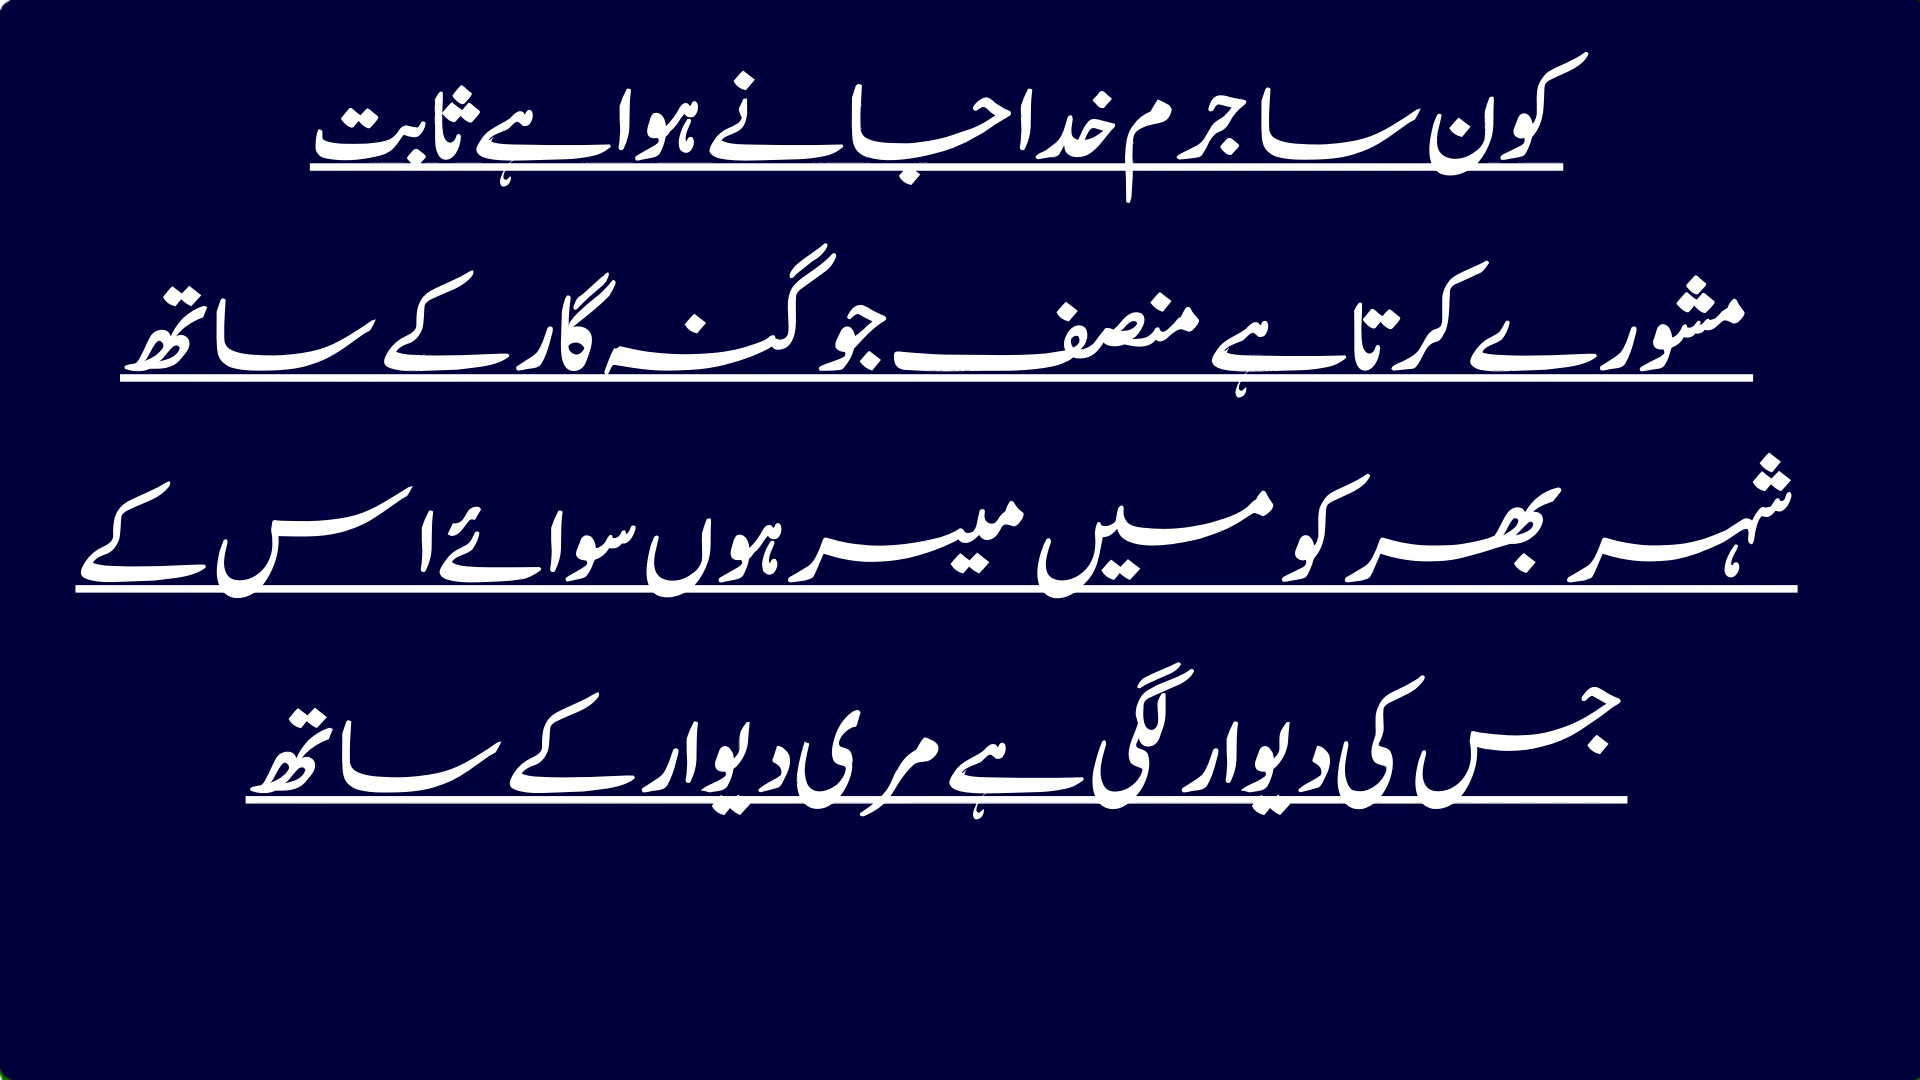 کون سا جرم خدا جانے ہوا ہے ثابت
مشورے کرتا ہے منصف جو گنہ گار کے ساتھ
شہر بھر کو میں میسر ہوں سوائے اس کے
جس کی دیوار لگی ہے مری دیوار کے ساتھ